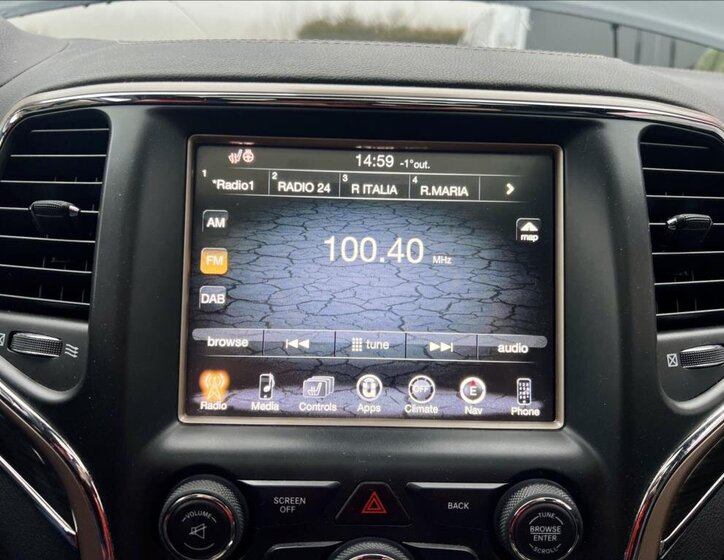 14:59 -1°out.
1 *Radio1 2 RADIO 24 3 R ITALIA 4 R.MARIA
AM
map
100.40 MHz
FM
DAB
browse tune audio
Radio Media Controls Apps OFF Climate E Nav Phone
VOLUME
SCREEN OFF
BACK
TUNE
BROWSE
ENTER
SCROLL